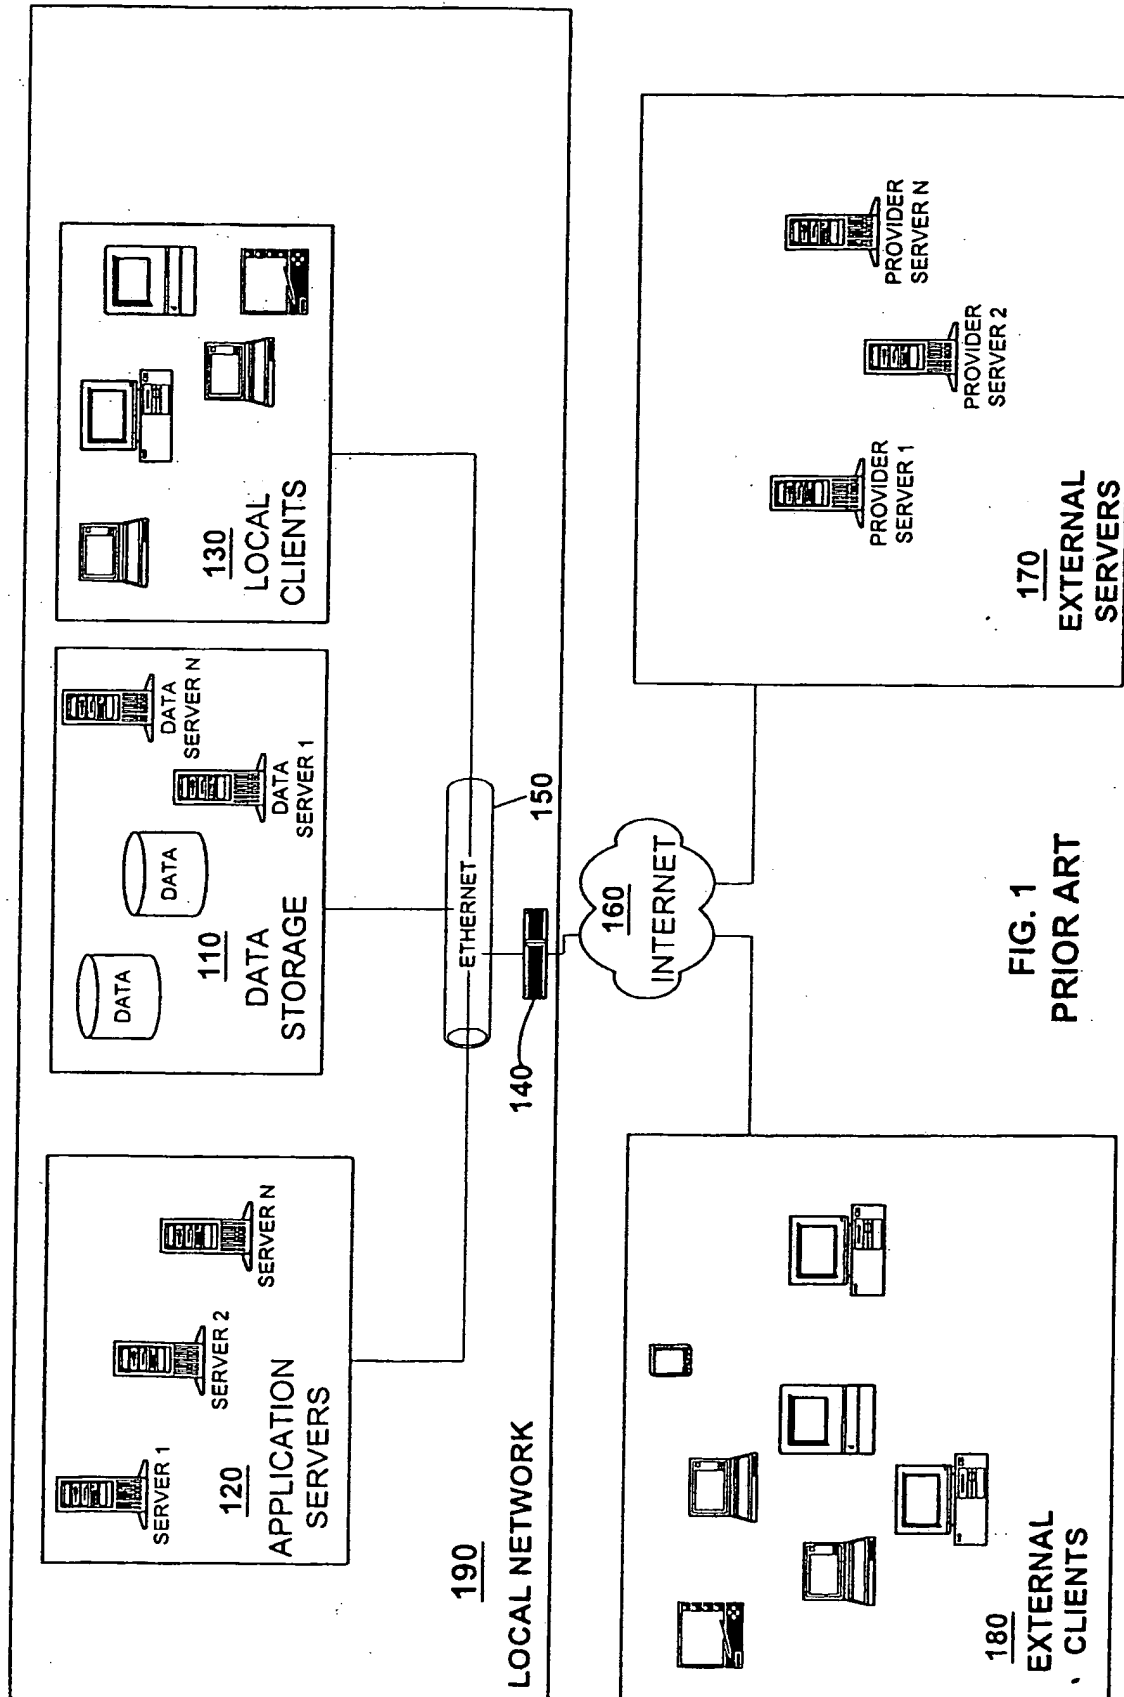 SERVER 1
SERVER 2
SERVER N
120
APPLICATION
SERVERS
DATA
DATA
DATA
SERVER 1
DATA
SERVER N
110
DATA
STORAGE
130
LOCAL
CLIENTS
ETHERNET
150
140
190
LOCAL NETWORK
160
INTERNET
180
EXTERNAL
CLIENTS
PROVIDER
SERVER 1
PROVIDER
SERVER 2
PROVIDER
SERVER N
170
EXTERNAL
SERVERS
FIG. 1
PRIOR ART